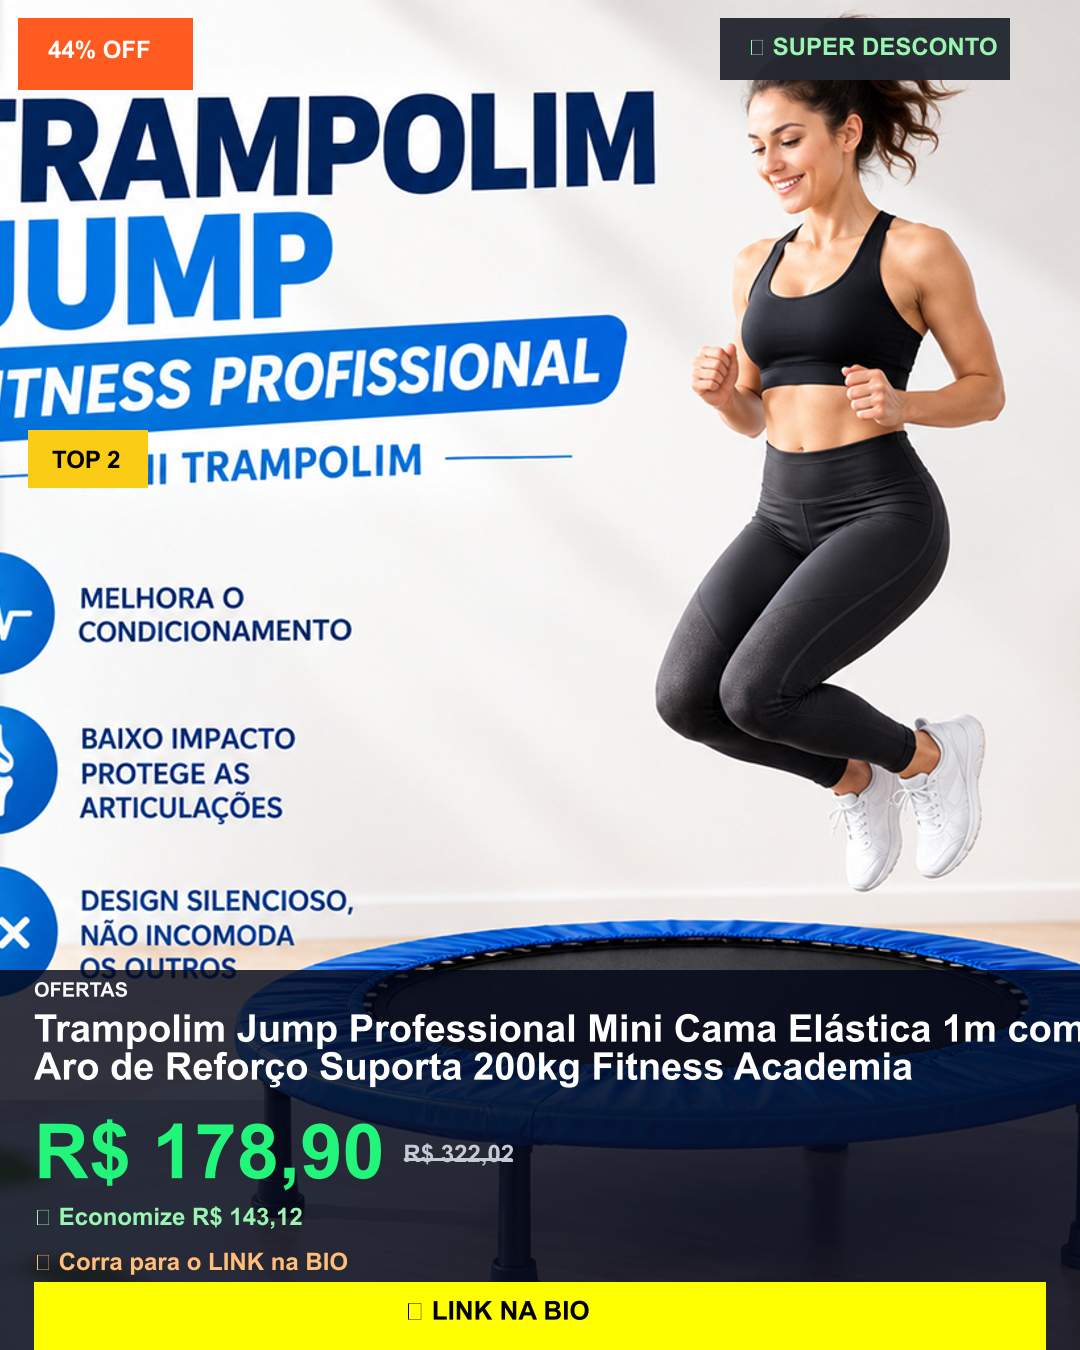 44% OFF
SUPER DESCONTO
TRAMPOLIM
JUMP
ITNESS PROFISSIONAL
TOP 2
II TRAMPOLIM
MELHORA O
CONDICIONAMENTO
BAIXO IMPACTO
PROTEGE AS
ARTICULAÇÕES
DESIGN SILENCIOSO,
NÃO INCOMODA
OS OUTROS
OFERTAS
Trampolim Jump Professional Mini Cama Elástica 1m com
Aro de Reforço Suporta 200kg Fitness Academia
R$ 178,90 R$ 322,02
Economize R$ 143,12
Corra para o LINK na BIO
LINK NA BIO